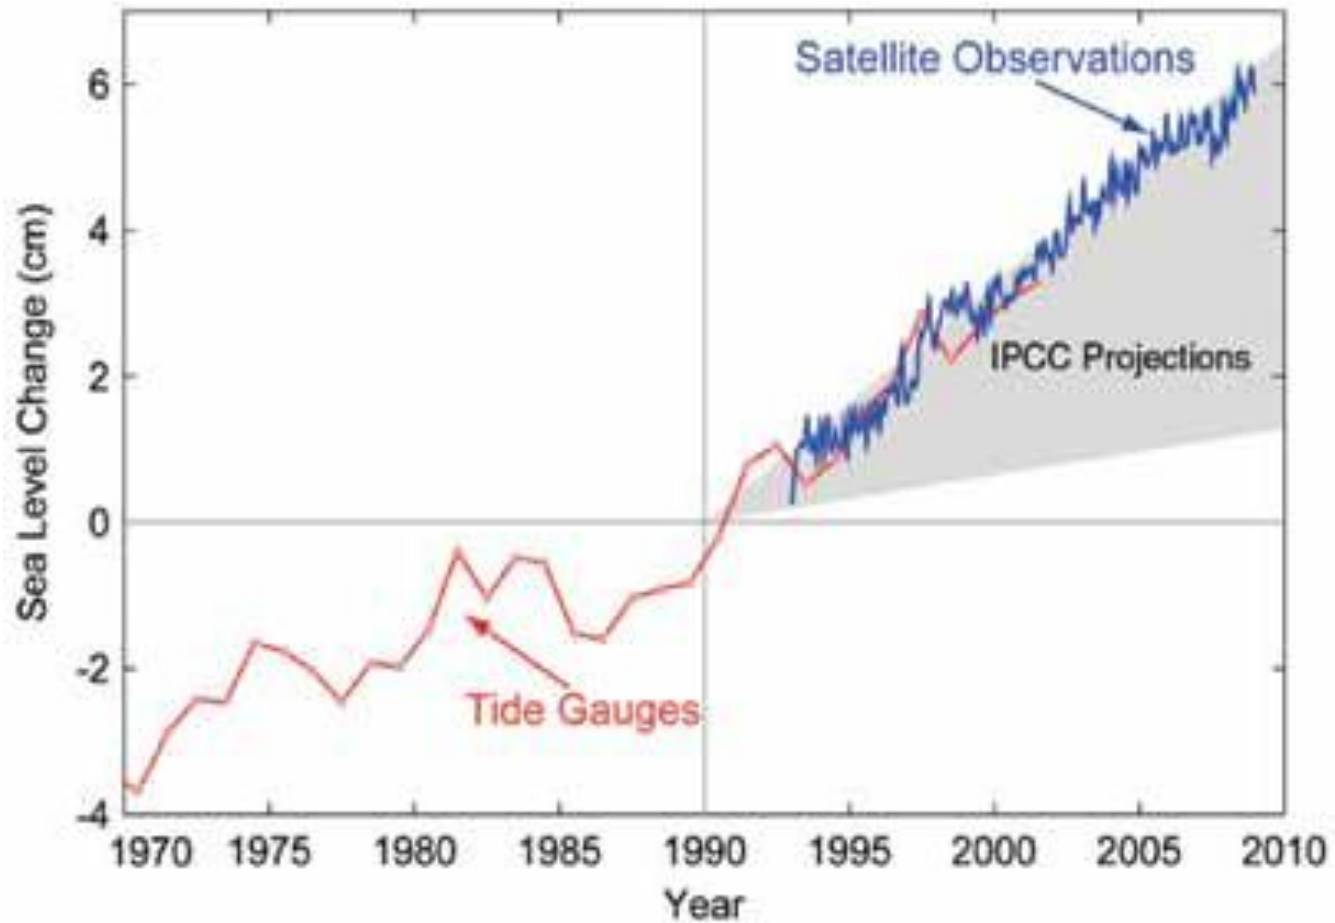 Satellite Observations
6
4
2
0
-2
-4
Sea Level Change (cm)
IPCC Projections
Tide Gauges
1970 1975 1980 1985 1990 1995 2000 2005 2010
Year